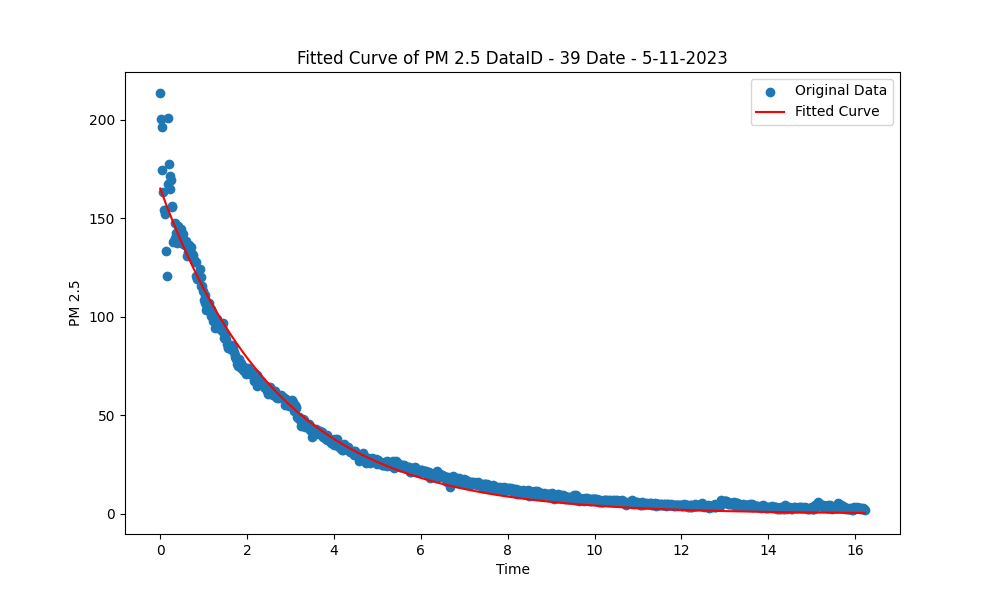 Fitted Curve of PM 2.5 DataID - 39 Date - 5-11-2023
Original Data
Fitted Curve
200
150
100
50
0
PM 2.5
0 2 4 6 8 10 12 14 16
Time